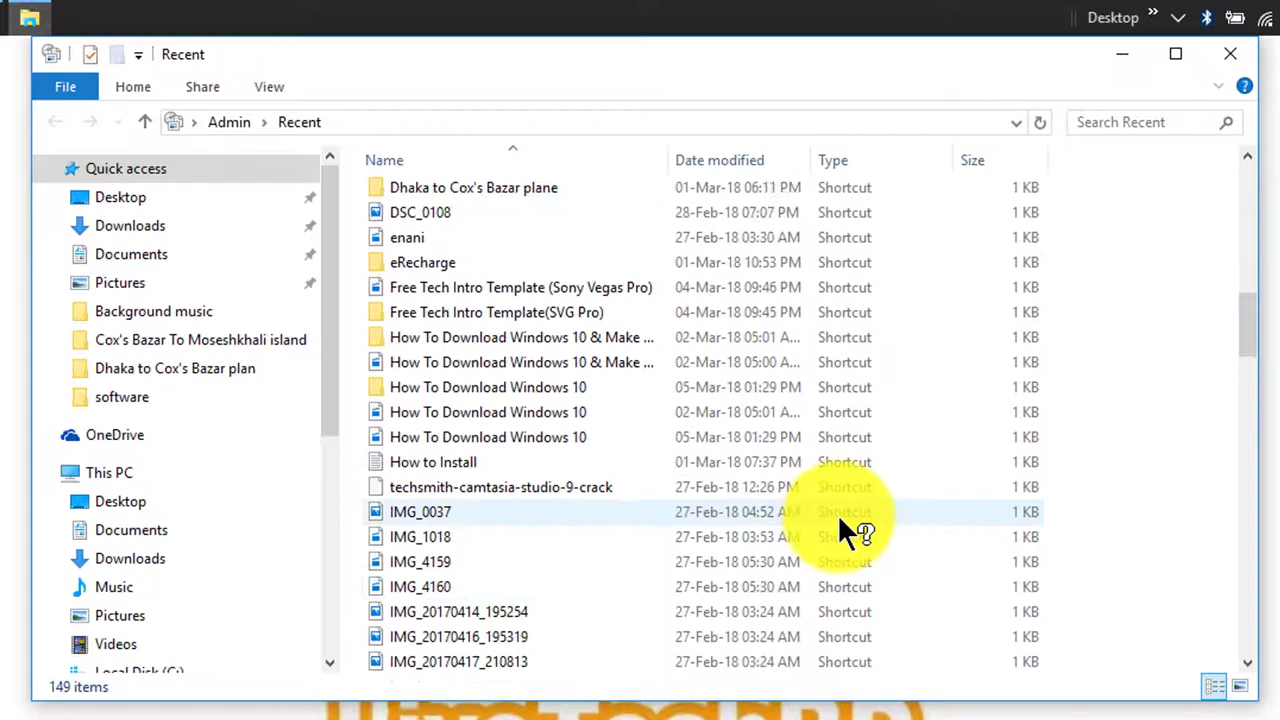 Desktop
Recent
File Home Share View
Admin Recent
Search Recent
Name Date modified Type Size
Quick access
Desktop
Downloads
Documents
Pictures
Background music
Cox's Bazar To Moseshkhali island
Dhaka to Cox's Bazar plan
software
OneDrive
This PC
Desktop
Documents
Downloads
Music
Pictures
Videos
Local Disk (C:)
Dhaka to Cox's Bazar plane 01-Mar-18 06:11 PM Shortcut 1 KB
DSC_0108 28-Feb-18 07:07 PM Shortcut 1 KB
enani 27-Feb-18 03:30 AM Shortcut 1 KB
eRecharge 01-Mar-18 10:53 PM Shortcut 1 KB
Free Tech Intro Template (Sony Vegas Pro) 04-Mar-18 09:46 PM Shortcut 1 KB
Free Tech Intro Template(SVG Pro) 04-Mar-18 09:45 PM Shortcut 1 KB
How To Download Windows 10 & Make ... 02-Mar-18 05:01 A... Shortcut 1 KB
How To Download Windows 10 & Make ... 02-Mar-18 05:00 AM Shortcut 1 KB
How To Download Windows 10 05-Mar-18 01:29 PM Shortcut 1 KB
How To Download Windows 10 02-Mar-18 05:01 A... Shortcut 1 KB
How To Download Windows 10 05-Mar-18 01:29 PM Shortcut 1 KB
How to Install 01-Mar-18 07:37 PM Shortcut 1 KB
techsmith-camtasia-studio-9-crack 27-Feb-18 12:26 PM Shortcut 1 KB
IMG_0037 27-Feb-18 04:52 AM Shortcut 1 KB
IMG_1018 27-Feb-18 03:53 AM Shortcut 1 KB
IMG_4159 27-Feb-18 05:30 AM Shortcut 1 KB
IMG_4160 27-Feb-18 05:30 AM Shortcut 1 KB
IMG_20170414_195254 27-Feb-18 03:24 AM Shortcut 1 KB
IMG_20170416_195319 27-Feb-18 03:24 AM Shortcut 1 KB
IMG_20170417_210813 27-Feb-18 03:24 AM Shortcut 1 KB
149 items